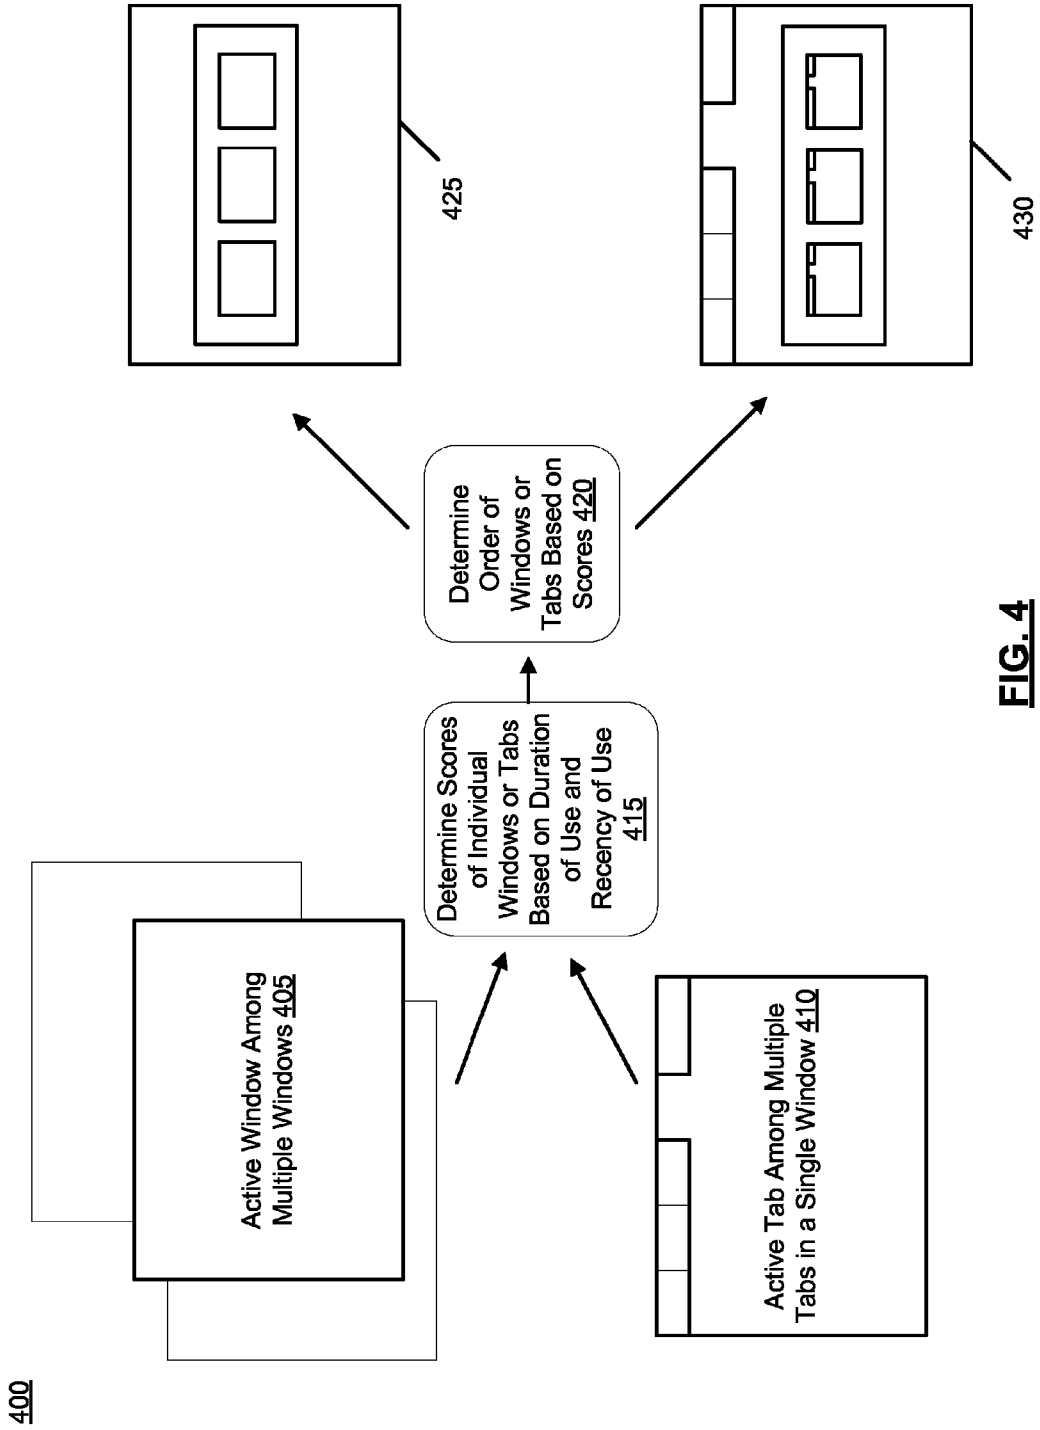 400
Active Window Among
Multiple Windows 405
Active Tab Among Multiple
Tabs in a Single Window 410
Determine Scores
of Individual
Windows or Tabs
Based on Duration
of Use and
Recency of Use
415
Determine
Order of
Windows or
Tabs Based on
Scores 420
425
430
FIG. 4